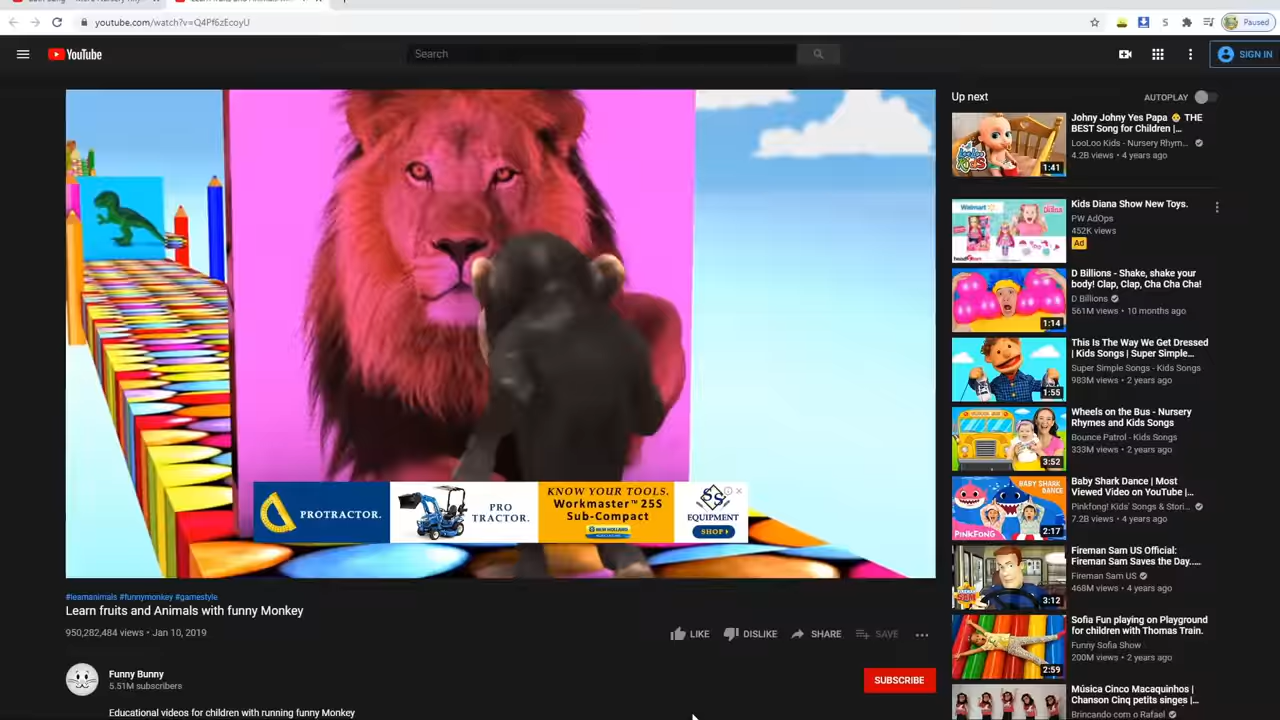 youtube.com/watch?v=Q4Pf6zEcoyU
Paused
YouTube
Search
SIGN IN
Up next
AUTOPLAY
Johny Johny Yes Papa 👶 THE
BEST Song for Children |...
LooLoo Kids - Nursery Rhym...
4.2B views • 4 years ago
1:41
Walmart
Kids Diana Show New Toys.
PW AdOps
452K views
Ad
D Billions - Shake, shake your
body! Clap, Clap, Cha Cha Cha!
D Billions
561M views • 10 months ago
1:14
This Is The Way We Get Dressed
| Kids Songs | Super Simple...
Super Simple Songs - Kids Songs
983M views • 2 years ago
1:55
Wheels on the Bus - Nursery
Rhymes and Kids Songs
Bounce Patrol - Kids Songs
333M views • 2 years ago
3:52
Baby Shark Dance | Most
Viewed Video on YouTube |...
Pinkfong! Kids' Songs & Stori...
7.2B views • 4 years ago
BABY SHARK
DANCE
PINKFONG
2:17
Fireman Sam US Official:
Fireman Sam Saves the Day....
Fireman Sam US
468M views • 4 years ago
3:12
Sofia Fun playing on Playground
for children with Thomas Train.
Funny Sofia Show
200M views • 2 years ago
2:59
Música Cinco Macaquinhos |
Chanson Cinq petits singes |...
Brincando com o Rafael
PROTRACTOR.
PRO
TRACTOR.
KNOW YOUR TOOLS.
Workmaster™ 25S
Sub-Compact
NEW HOLLAND
SS
EQUIPMENT
SHOP
#learnanimals #funnymonkey #gamestyle
Learn fruits and Animals with funny Monkey
950,282,484 views • Jan 10, 2019
LIKE
DISLIKE
SHARE
SAVE
Funny Bunny
5.51M subscribers
SUBSCRIBE
Educational videos for children with running funny Monkey